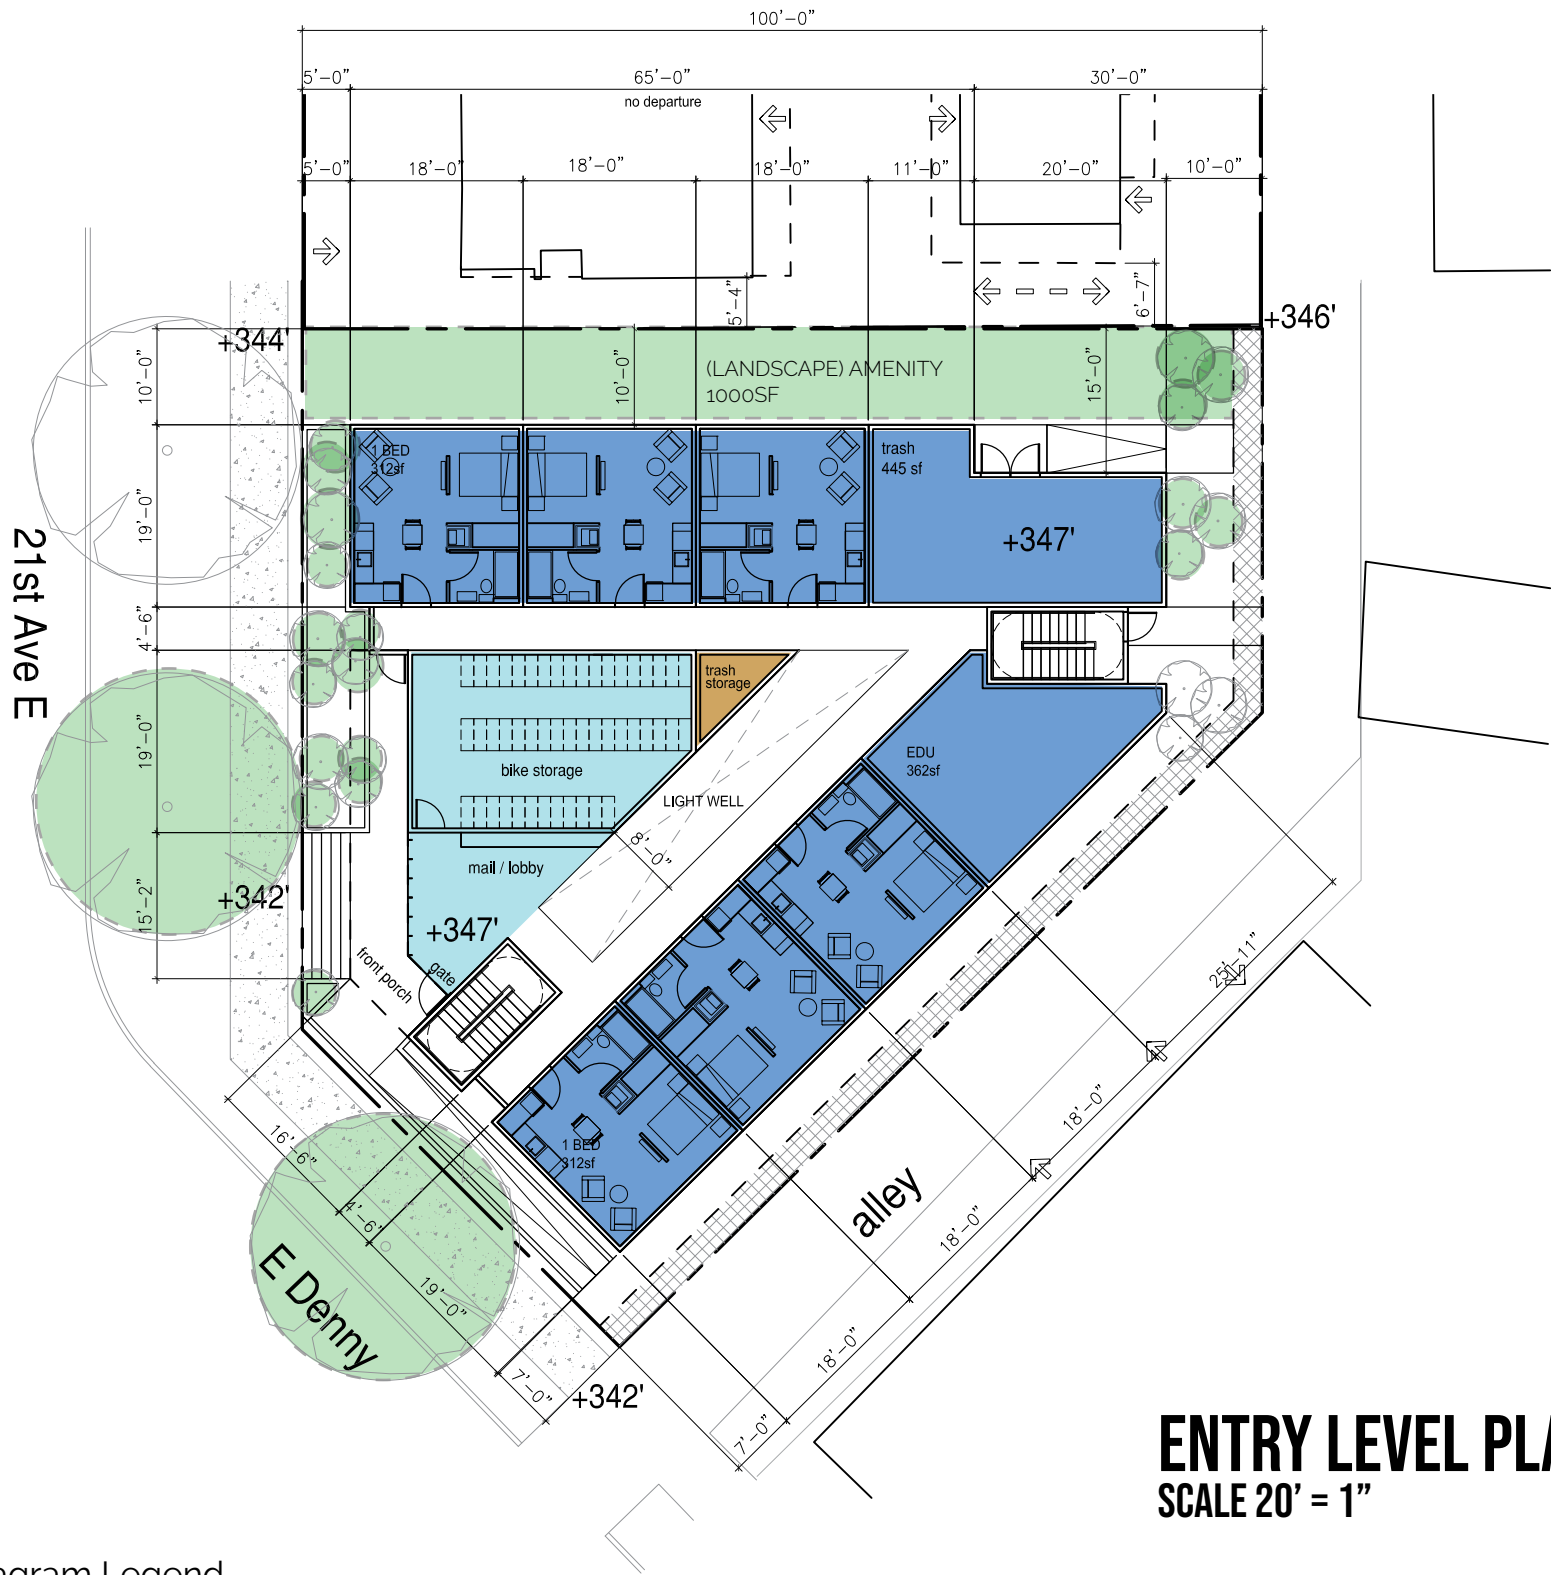 100'-0"
5'-0"
65'-0"
30'-0"
no departure
5'-0"
18'-0"
18'-0"
18'-0"
11'-0"
20'-0"
10'-0"
5'-4"
6'-7"
+344'
+346'
10'-0"
10'-0"
(LANDSCAPE) AMENITY
1000SF
15'-0"
1 BED
312sf
trash
445 sf
19'-0"
+347'
21st Ave E
4'-6"
trash
storage
19'-0"
bike storage
EDU
362sf
LIGHT WELL
8'-0"
mail / lobby
15'-2"
+342'
+347'
front porch
gate
25'-11"
16'-6"
18'-0"
1 BED
312sf
4'-6"
alley
18'-0"
E Denny
19'-0"
18'-0"
7'-0"
+342'
7'-0"
ENTRY LEVEL PLA
SCALE 20' = 1"
gram Legend